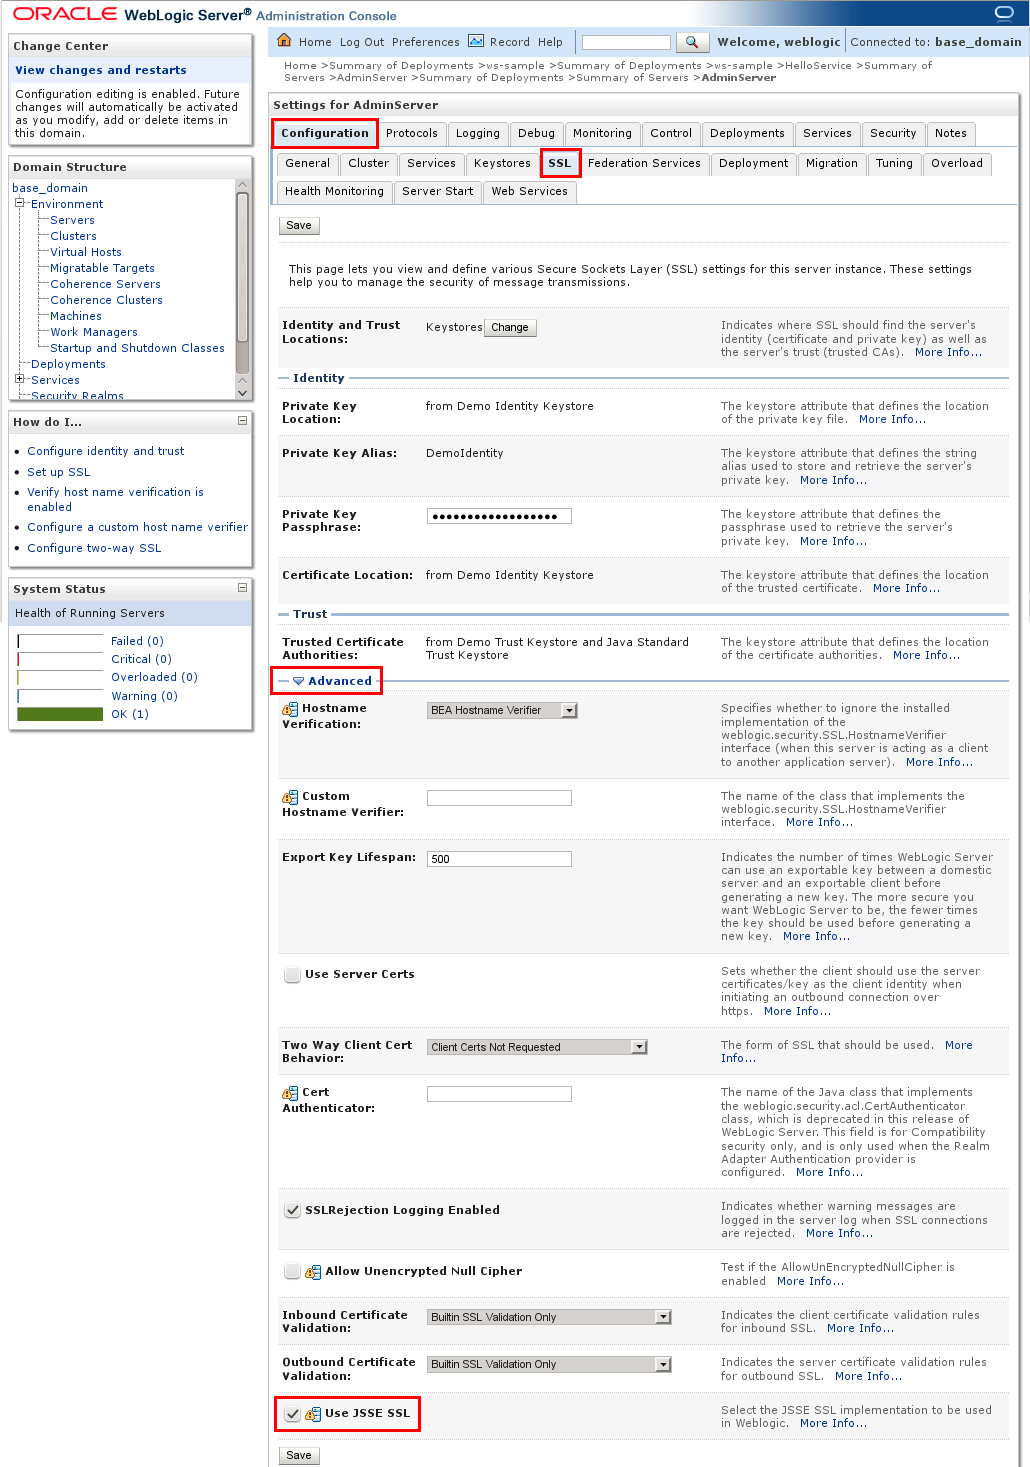 ORACLE WebLogic Server® Administration Console
Change Center
View changes and restarts
Configuration editing is enabled. Future
changes will automatically be activated
as you modify, add or delete items in
this domain.
Domain Structure
base_domain
Environment
Servers
Clusters
Virtual Hosts
Migratable Targets
Coherence Servers
Coherence Clusters
Machines
Work Managers
Startup and Shutdown Classes
Deployments
Services
Security Realms
How do I...
Configure identity and trust
Set up SSL
Verify host name verification is
enabled
Configure a custom host name verifier
Configure two-way SSL
System Status
Health of Running Servers
Failed (0)
Critical (0)
Overloaded (0)
Warning (0)
OK (1)
Home Log Out Preferences Record Help Welcome, weblogic Connected to: base_domain
Home >Summary of Deployments >ws-sample >Summary of Deployments >ws-sample >HelloService >Summary of
Servers >AdminServer >Summary of Deployments >Summary of Servers >AdminServer
Settings for AdminServer
Configuration Protocols Logging Debug Monitoring Control Deployments Services Security Notes
General Cluster Services Keystores SSL Federation Services Deployment Migration Tuning Overload
Health Monitoring Server Start Web Services
Save
This page lets you view and define various Secure Sockets Layer (SSL) settings for this server instance. These settings
help you to manage the security of message transmissions.
Identity and Trust
Locations:
Keystores Change
Indicates where SSL should find the server's
identity (certificate and private key) as well as
the server's trust (trusted CAs). More Info...
Identity
Private Key
Location:
from Demo Identity Keystore
The keystore attribute that defines the location
of the private key file. More Info...
Private Key Alias:
DemoIdentity
The keystore attribute that defines the string
alias used to store and retrieve the server's
private key. More Info...
Private Key
Passphrase:
••••••••••••••••••
The keystore attribute that defines the
passphrase used to retrieve the server's
private key. More Info...
Certificate Location:
from Demo Identity Keystore
The keystore attribute that defines the location
of the trusted certificate. More Info...
Trust
Trusted Certificate
Authorities:
from Demo Trust Keystore and Java Standard
Trust Keystore
The keystore attribute that defines the location
of the certificate authorities. More Info...
Advanced
Hostname
Verification:
BEA Hostname Verifier
Specifies whether to ignore the installed
implementation of the
weblogic.security.SSL.HostnameVerifier
interface (when this server is acting as a client
to another application server). More Info...
Custom
Hostname Verifier:
The name of the class that implements the
weblogic.security.SSL.HostnameVerifier
interface. More Info...
Export Key Lifespan:
500
Indicates the number of times WebLogic Server
can use an exportable key between a domestic
server and an exportable client before
generating a new key. The more secure you
want WebLogic Server to be, the fewer times
the key should be used before generating a
new key. More Info...
Use Server Certs
Sets whether the client should use the server
certificates/key as the client identity when
initiating an outbound connection over
https. More Info...
Two Way Client Cert
Behavior:
Client Certs Not Requested
The form of SSL that should be used. More
Info...
Cert
Authenticator:
The name of the Java class that implements
the weblogic.security.acl.CertAuthenticator
class, which is deprecated in this release of
WebLogic Server. This field is for Compatibility
security only, and is only used when the Realm
Adapter Authentication provider is
configured. More Info...
SSLRejection Logging Enabled
Indicates whether warning messages are
logged in the server log when SSL connections
are rejected. More Info...
Allow Unencrypted Null Cipher
Test if the AllowUnEncryptedNullCipher is
enabled More Info...
Inbound Certificate
Validation:
Builtin SSL Validation Only
Indicates the client certificate validation rules
for inbound SSL. More Info...
Outbound Certificate
Validation:
Builtin SSL Validation Only
Indicates the server certificate validation rules
for outbound SSL. More Info...
Use JSSE SSL
Select the JSSE SSL implementation to be used
in Weblogic. More Info...
Save